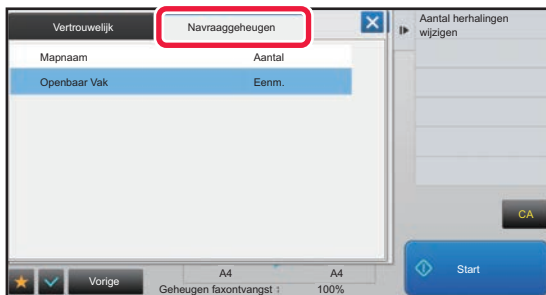 Vertrouwelijk
Navraaggeheugen
Aantal herhalingen
wijzigen
Mapnaam Aantal
Openbaar Vak Eenm.
CA
Start
Vorige
A4 A4
Geheugen faxontvangst : 100%